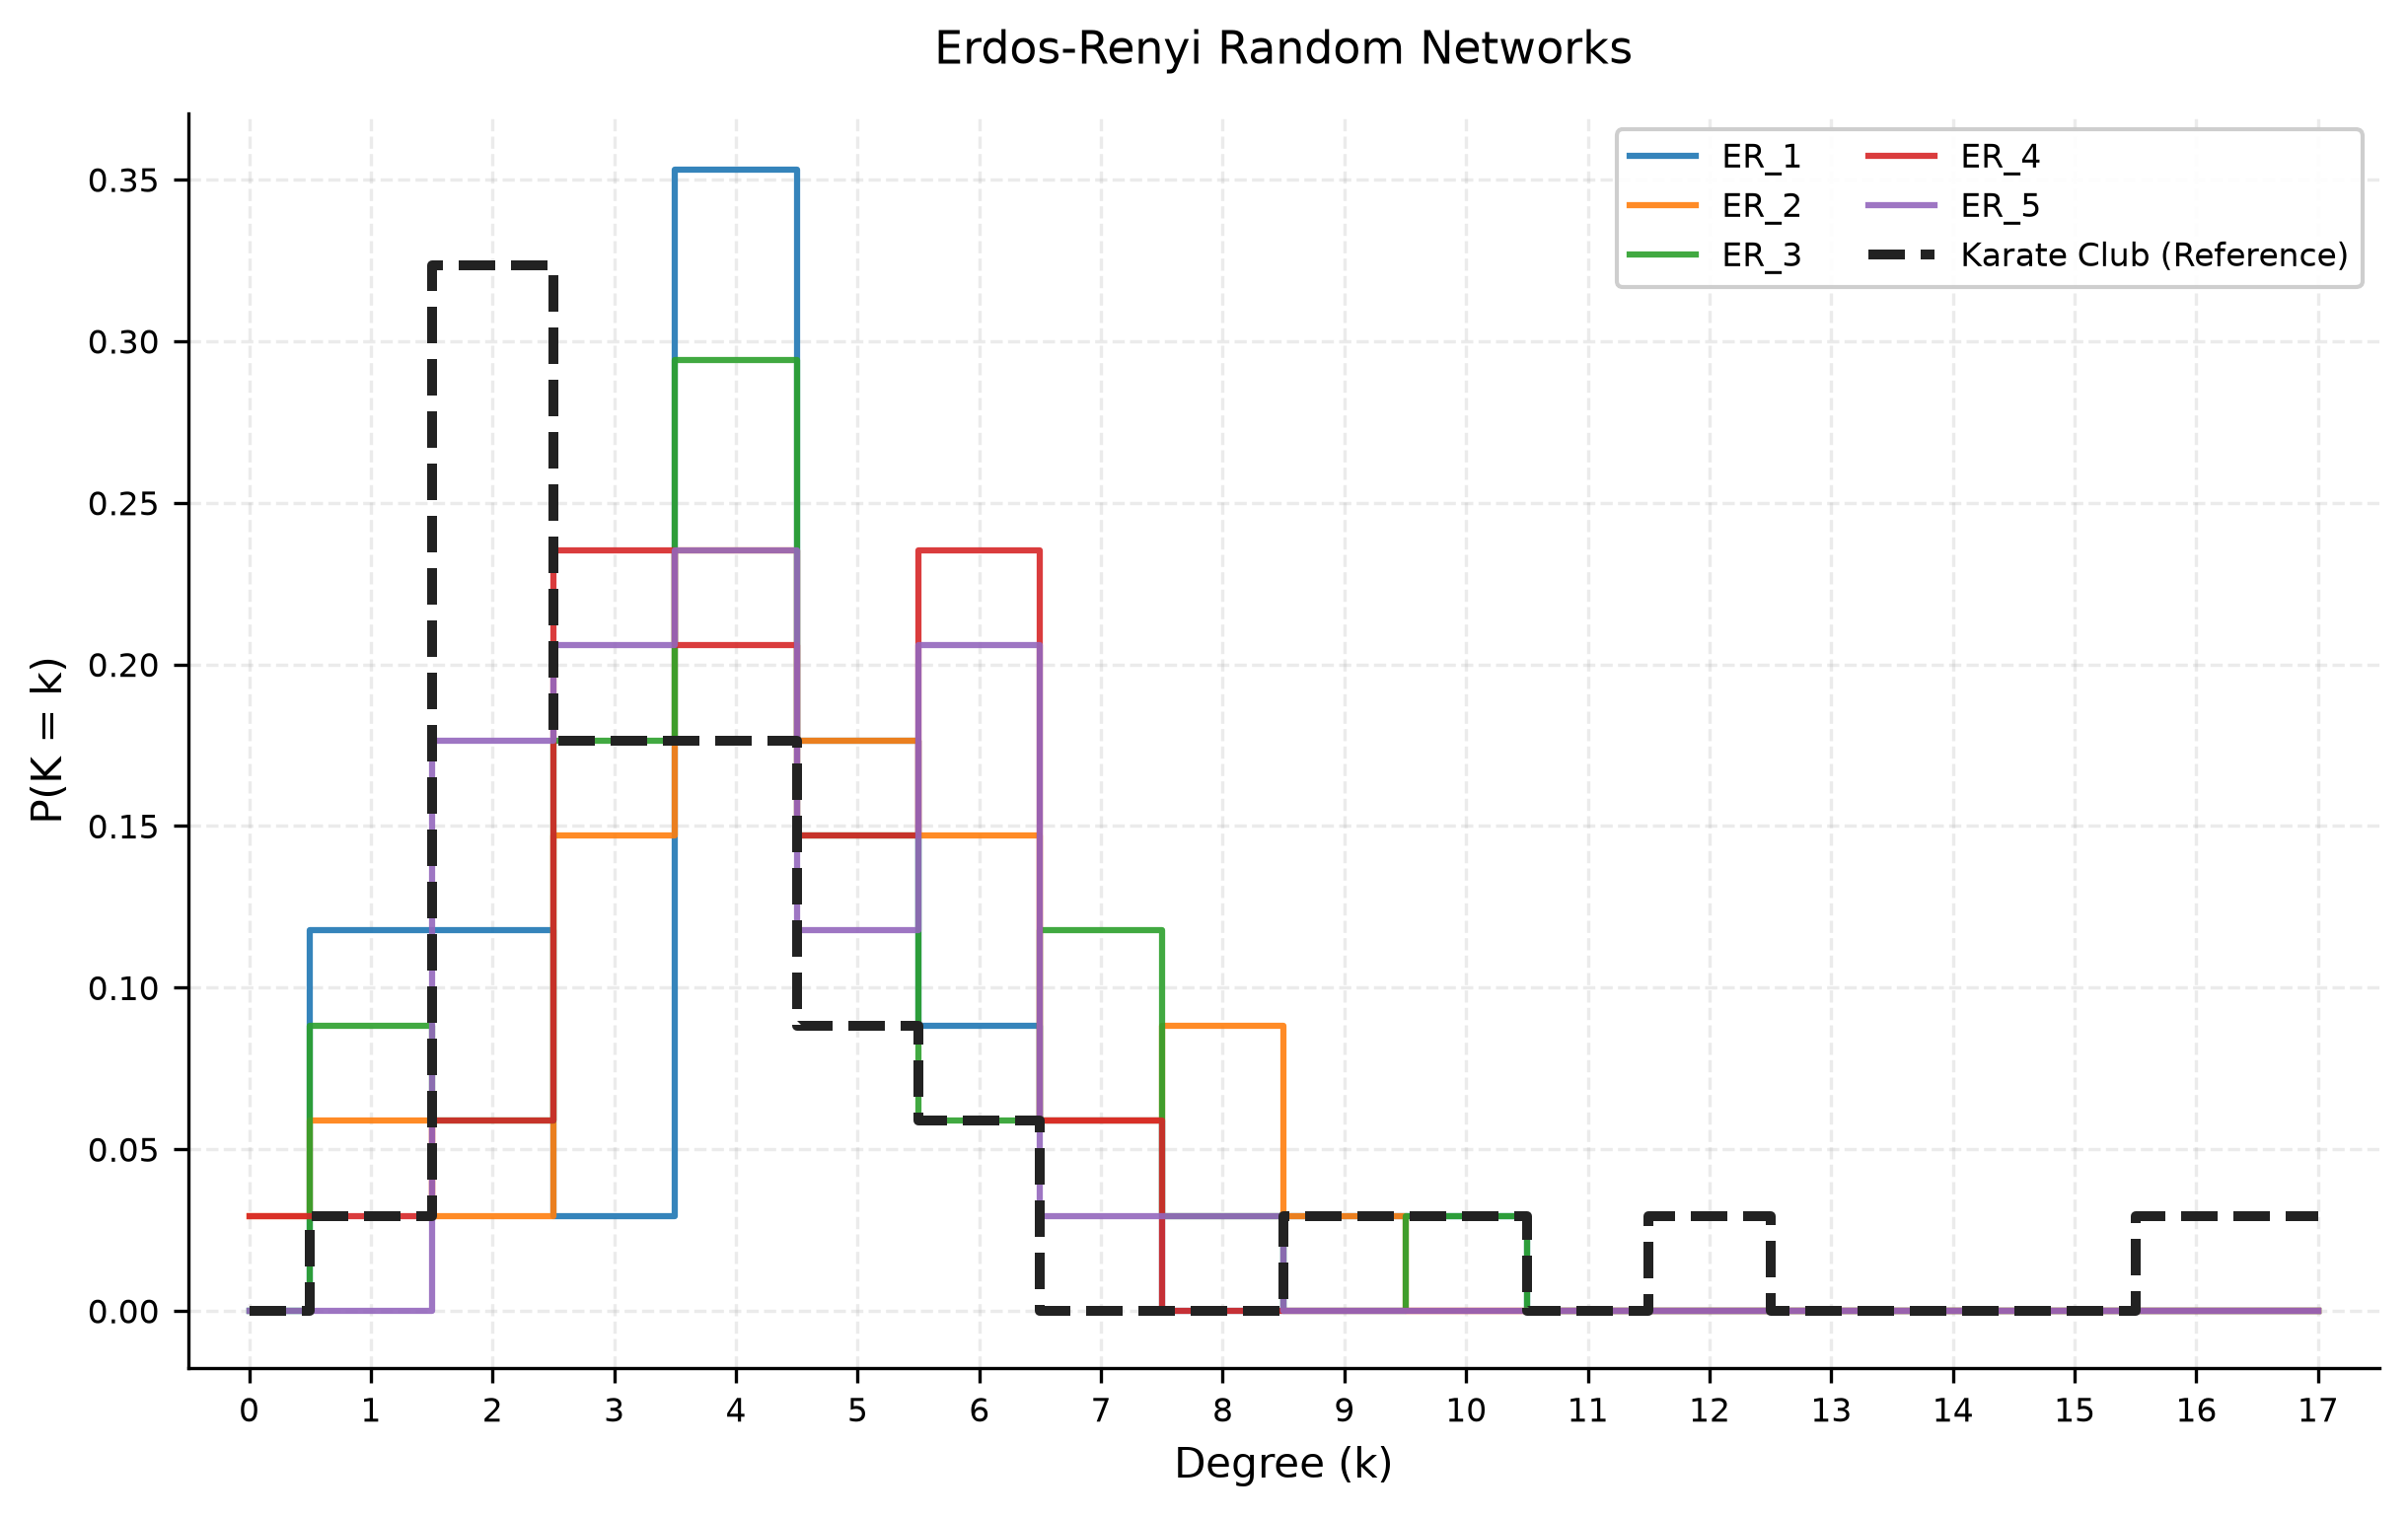 Erdos-Renyi Random Networks
ER_1
ER_2
ER_3
ER_4
ER_5
Karate Club (Reference)
P(K = k)
0.35
0.30
0.25
0.20
0.15
0.10
0.05
0.00
0 1 2 3 4 5 6 7 8 9 10 11 12 13 14 15 16 17
Degree (k)